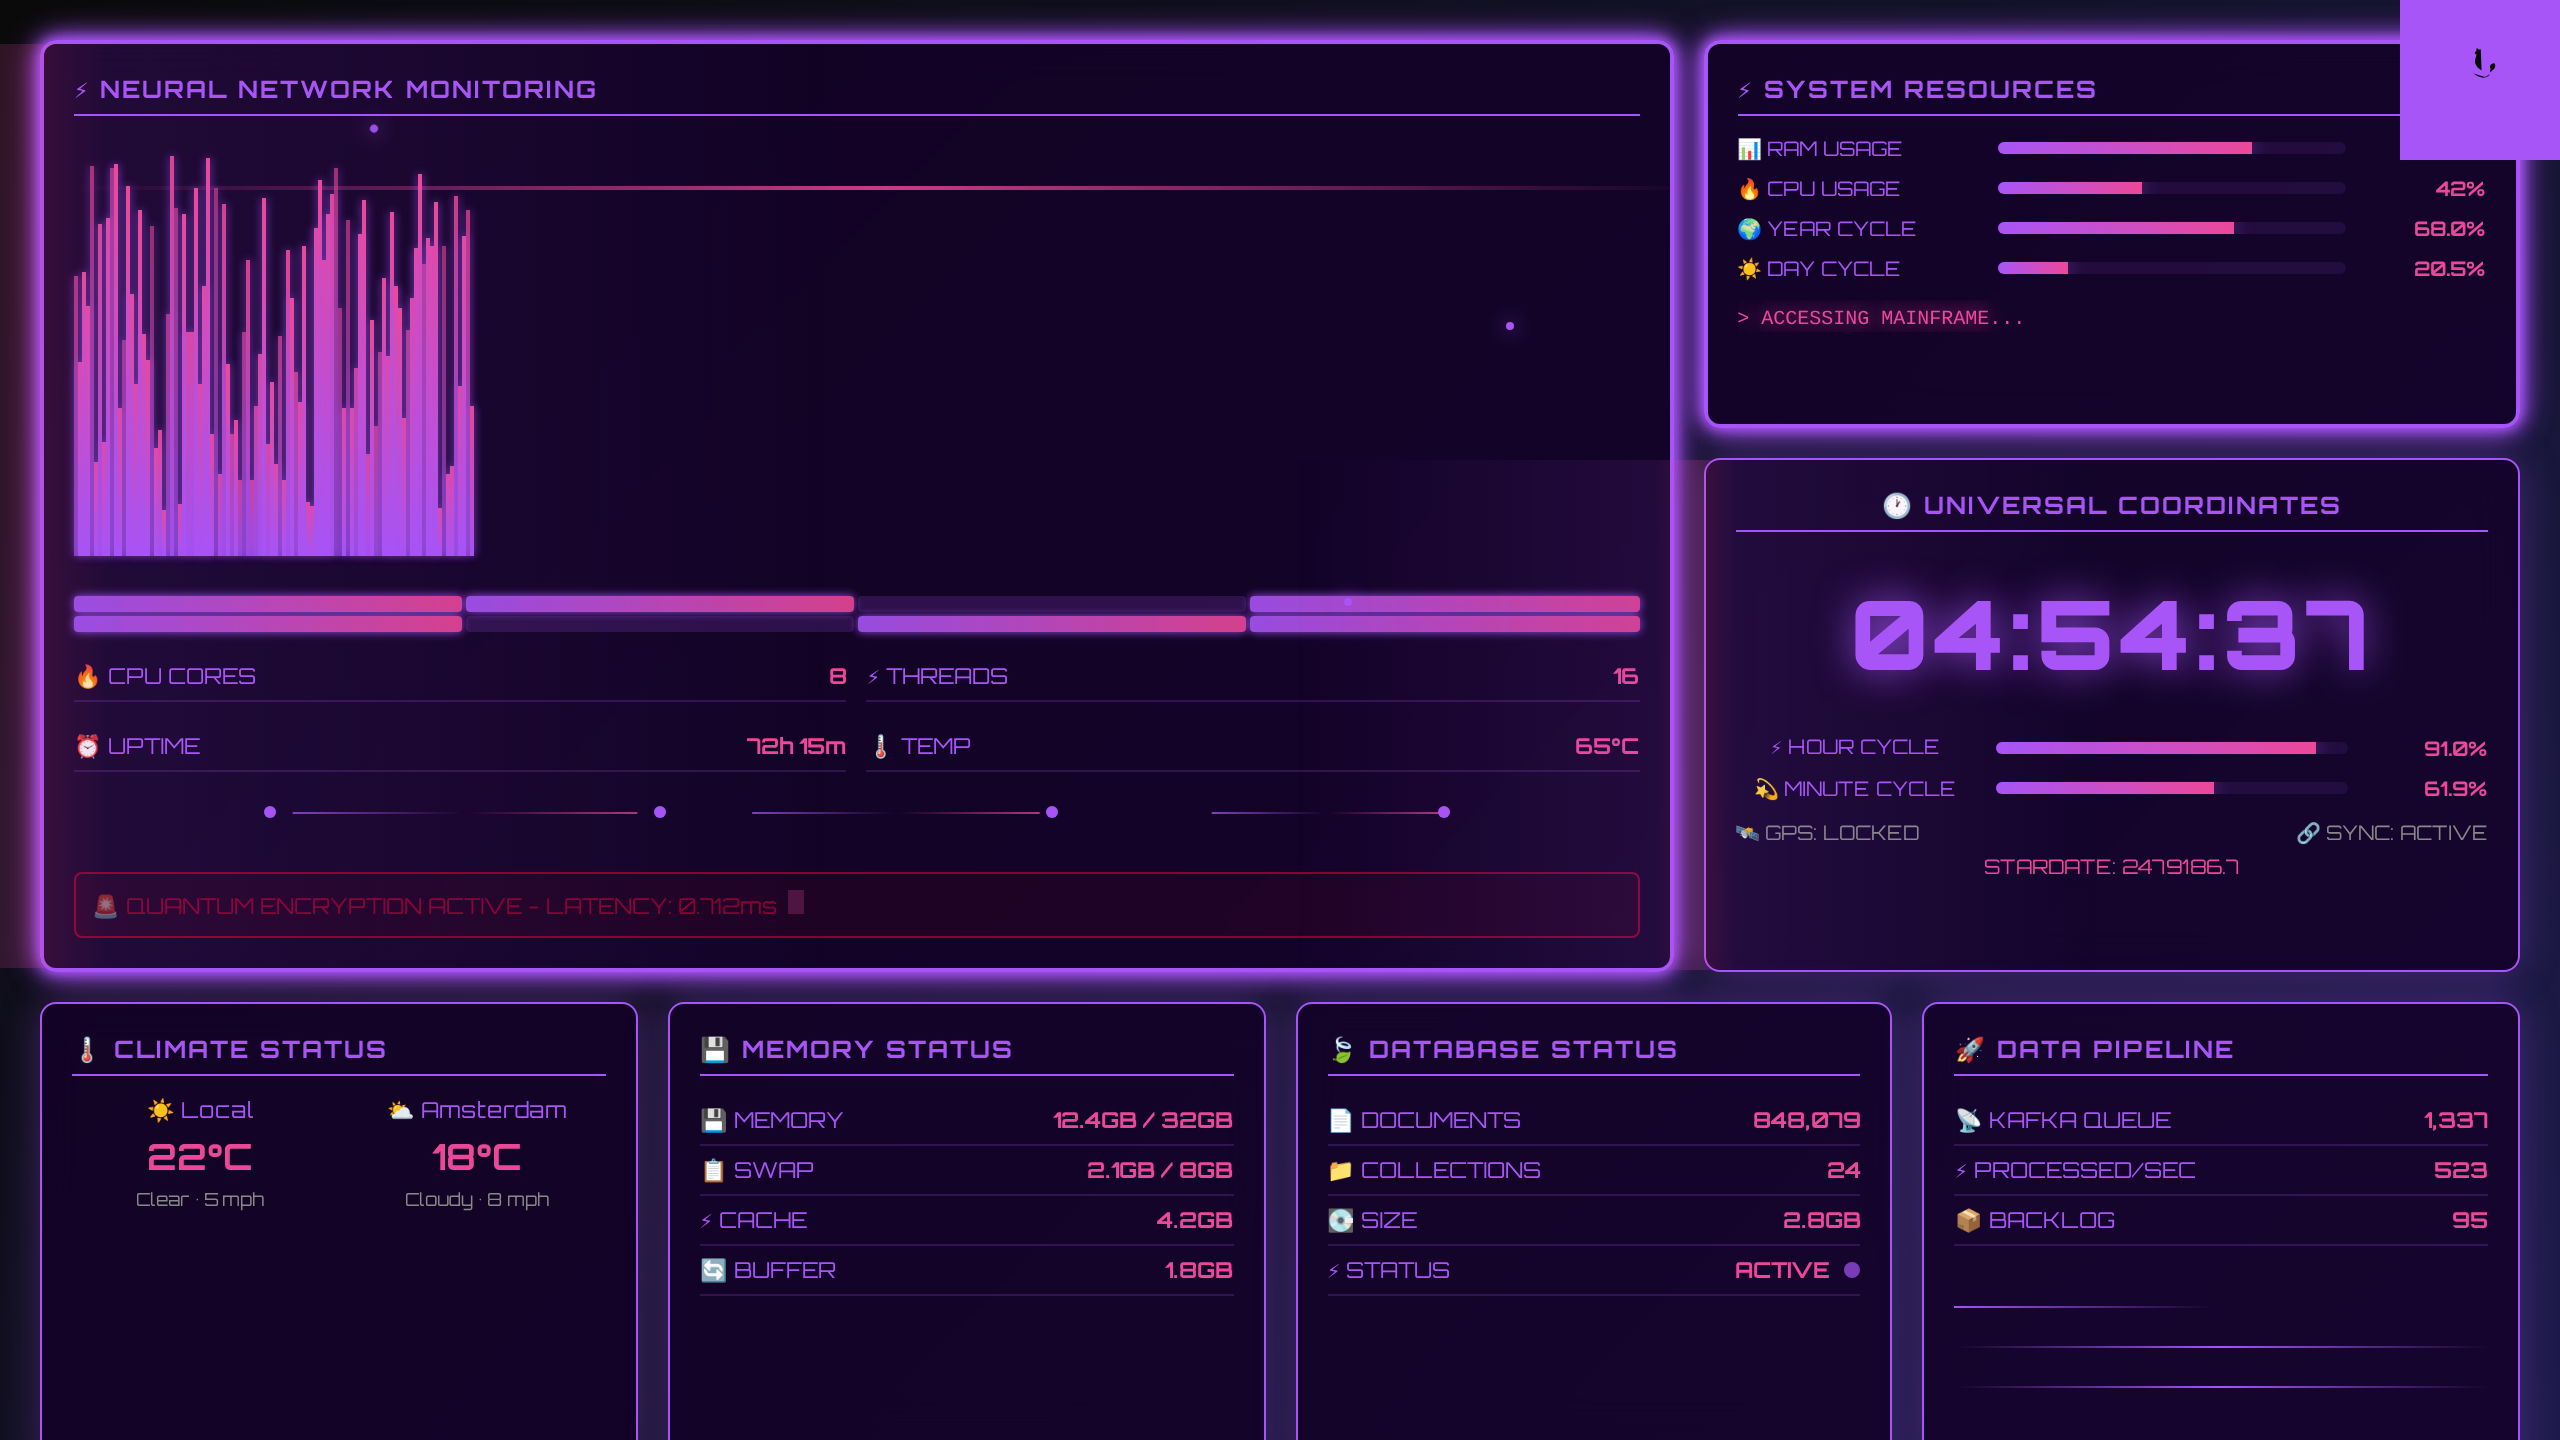 ⚡ NEURAL NETWORK MONITORING
🔥 CPU CORES 8
⚡ THREADS 16
⏰ UPTIME 72h 15m
🌡️ TEMP 65°C
🚨 QUANTUM ENCRYPTION ACTIVE - LATENCY: 0.712ms
⚡ SYSTEM RESOURCES
📊 RAM USAGE
🔥 CPU USAGE 42%
🌍 YEAR CYCLE 68.0%
☀️ DAY CYCLE 20.5%
> ACCESSING MAINFRAME...
🕐 UNIVERSAL COORDINATES
04:54:37
⚡ HOUR CYCLE 91.0%
💫 MINUTE CYCLE 61.9%
🛰️ GPS: LOCKED 🔗 SYNC: ACTIVE
STARDATE: 2479186.7
🌡️ CLIMATE STATUS
☀️ Local
22°C
Clear · 5 mph
⛅ Amsterdam
18°C
Cloudy · 8 mph
💾 MEMORY STATUS
💾 MEMORY 12.4GB / 32GB
📋 SWAP 2.1GB / 8GB
⚡ CACHE 4.2GB
🔄 BUFFER 1.8GB
🍃 DATABASE STATUS
📄 DOCUMENTS 848,079
📁 COLLECTIONS 24
💽 SIZE 2.8GB
⚡ STATUS ACTIVE
🚀 DATA PIPELINE
📡 KAFKA QUEUE 1,337
⚡ PROCESSED/SEC 523
📦 BACKLOG 95